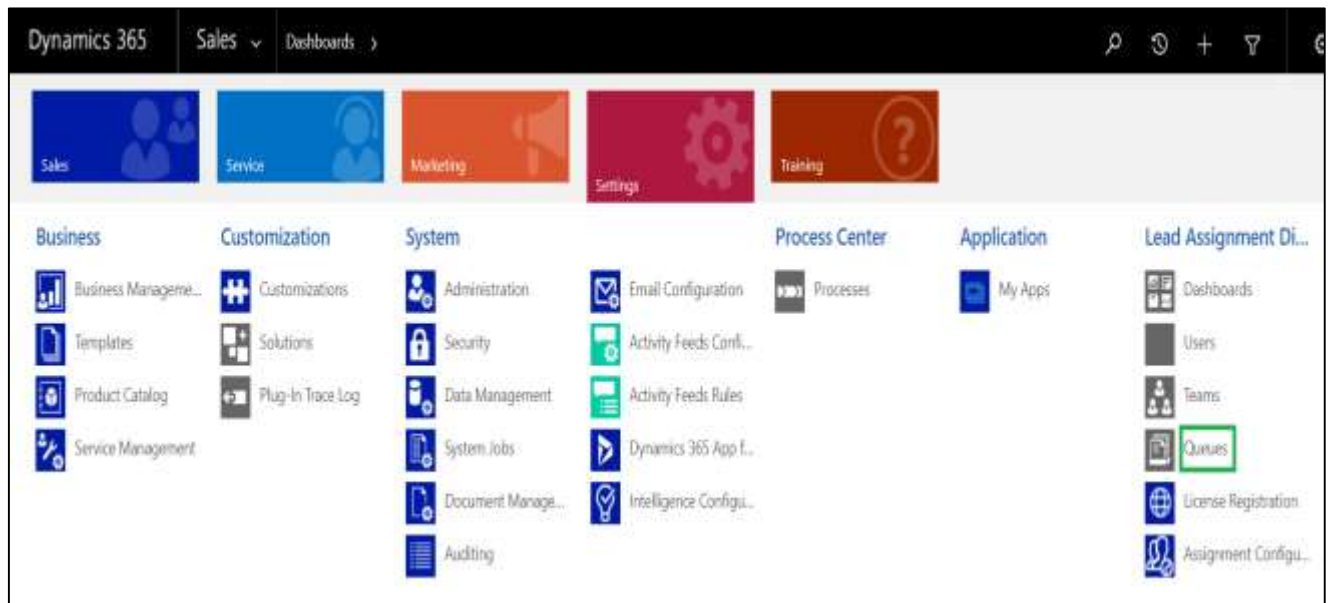 Dynamics 365 Sales Dashboards
Sales Service Marketing Settings Training
Business Customization System Process Center Application Lead Assignment Di...
Business Manageme... Customizations Administration Email Configuration Processes My Apps Dashboards
Templates Solutions Security Activity Feeds Confi... Users
Product Catalog Plug-In Trace Log Data Management Activity Feeds Rules Teams
Service Management System Jobs Dynamics 365 App f... Queues
Document Manage... Intelligence Configu... License Registration
Auditing Assignment Configu...